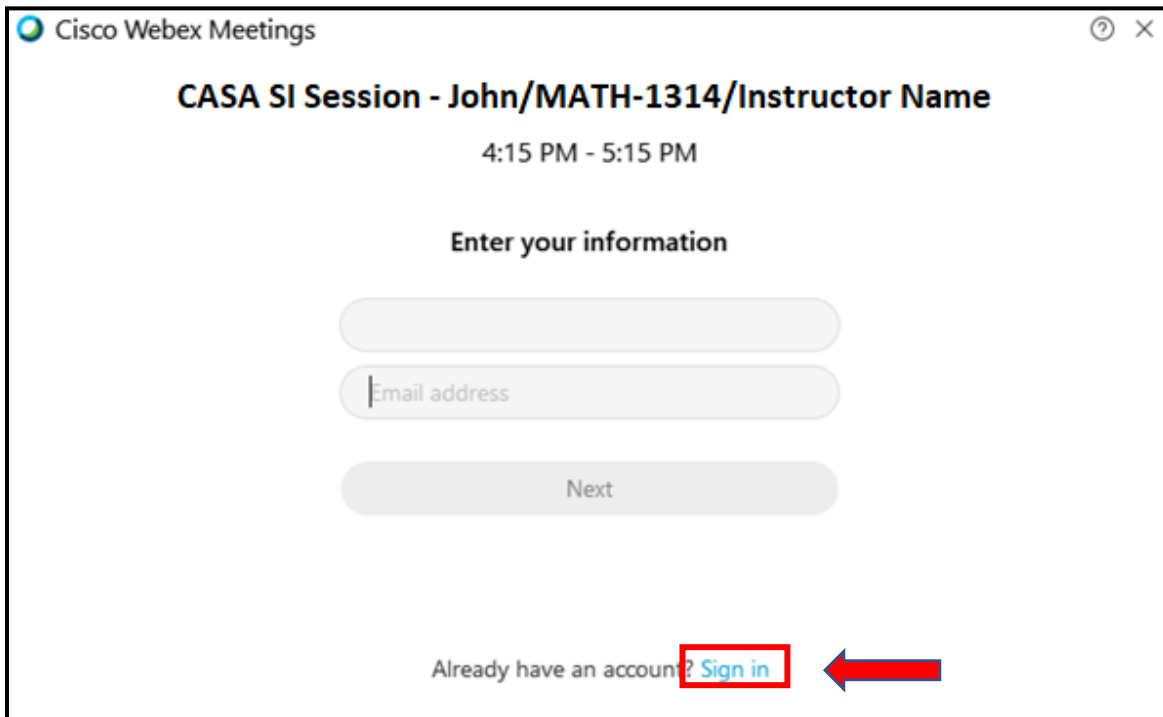 Cisco Webex Meetings
CASA SI Session - John/MATH-1314/Instructor Name
4:15 PM - 5:15 PM
Enter your information
Email address
Next
Already have an account? Sign in